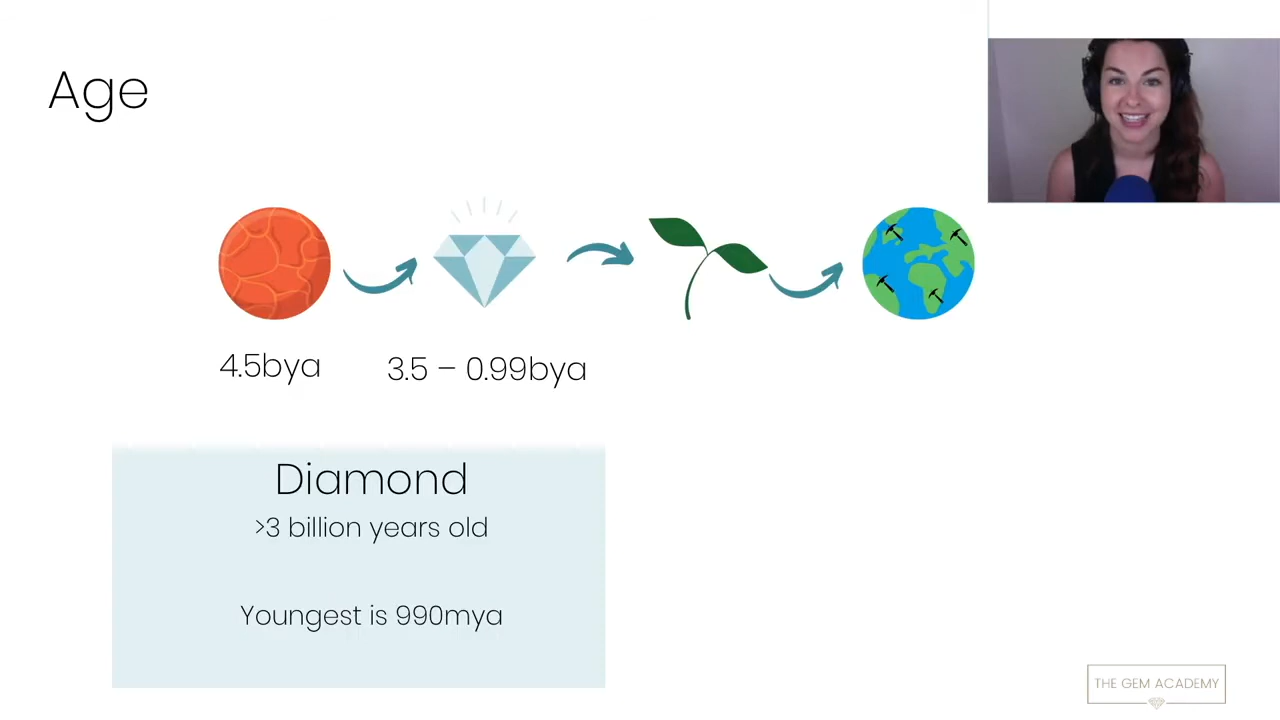 Age
4.5bya
3.5 – 0.99bya
Diamond
>3 billion years old
Youngest is 990mya
THE GEM ACADEMY